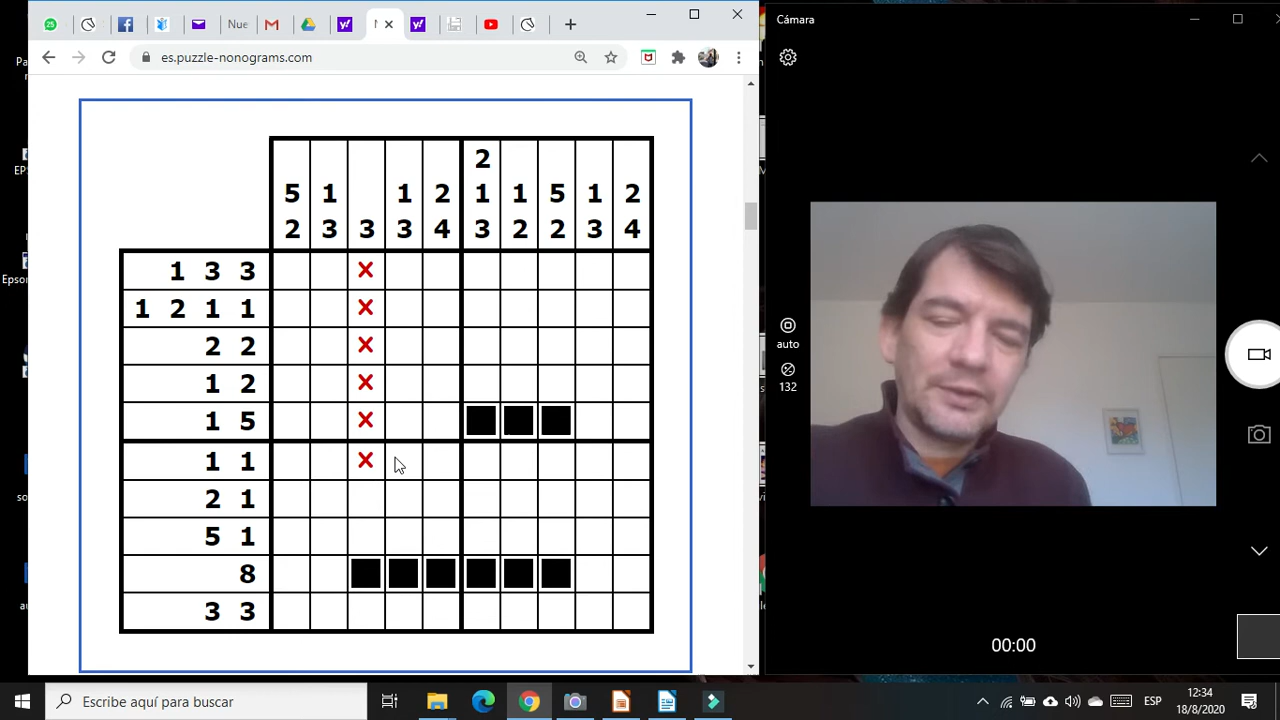 Nue
es.puzzle-nonograms.com
Cámara
2
5 1 1 2 1 1 5 1 2
2 3 3 3 4 3 2 2 3 4
1 3 3
1 2 1 1
2 2
1 2
1 5
1 1
2 1
5 1
8
3 3
auto
132
00:00
Escribe aquí para buscar
ESP
12:34
18/8/2020